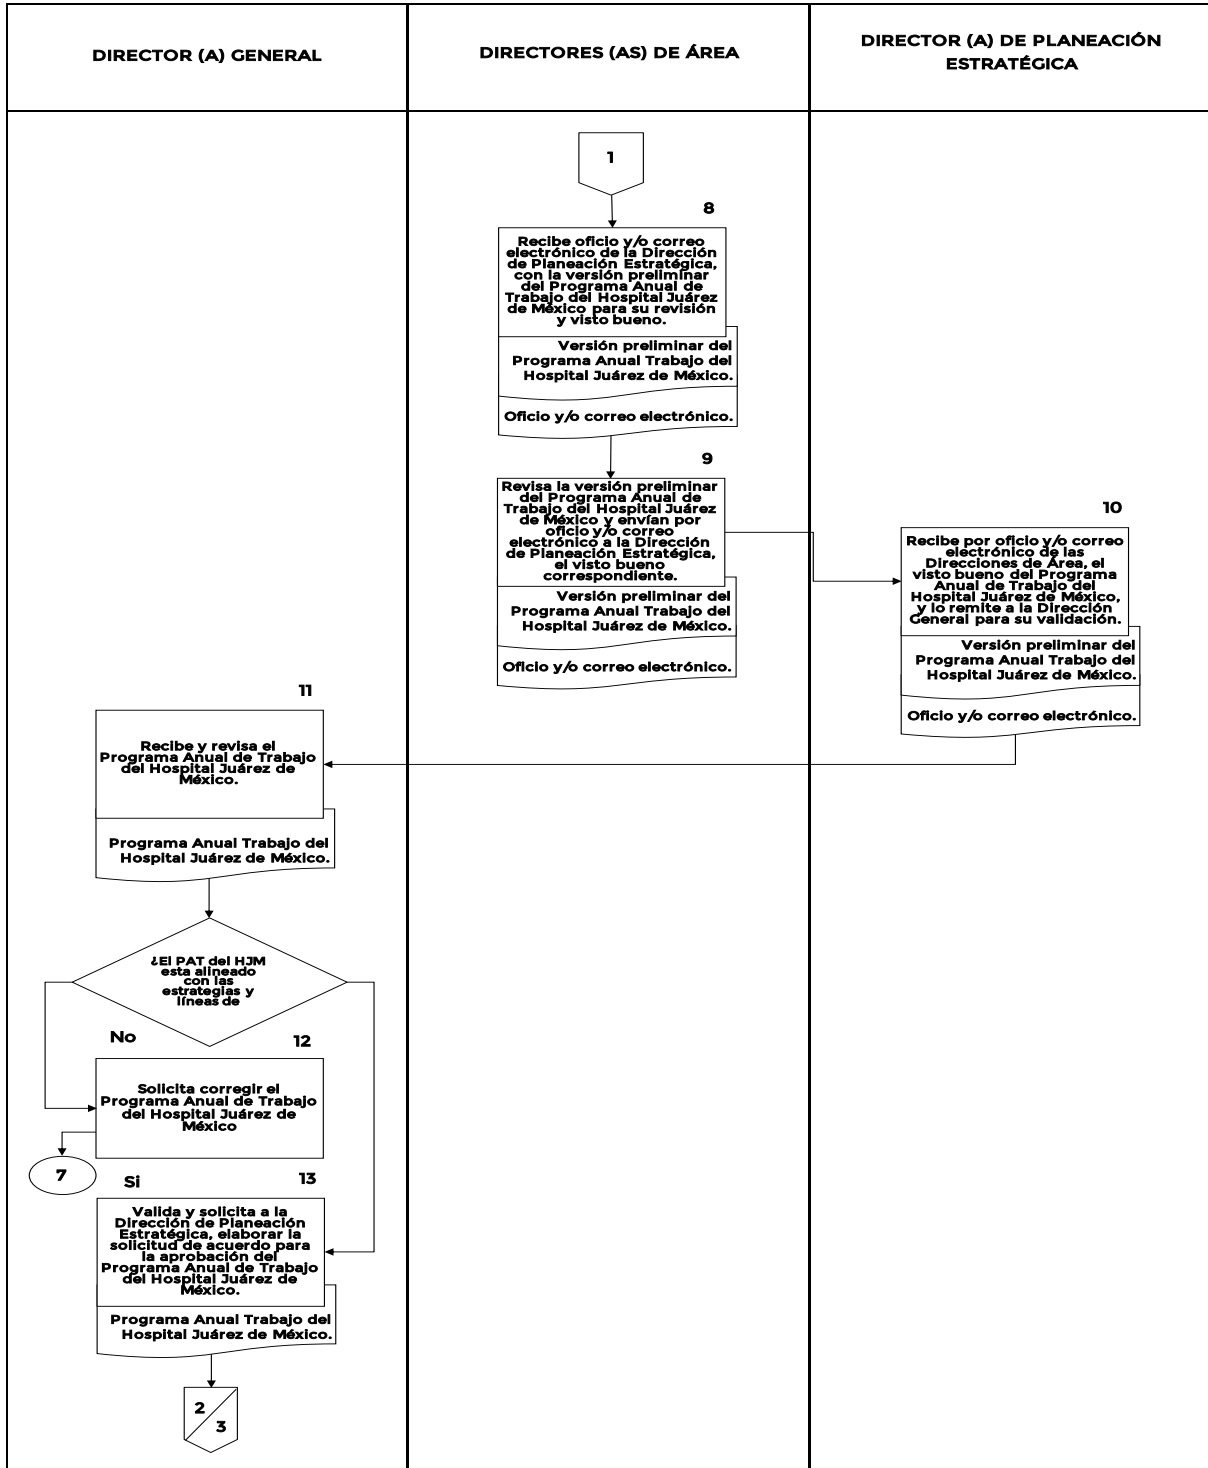 DIRECTOR (A) GENERAL
DIRECTORES (AS) DE ÁREA
DIRECTOR (A) DE PLANEACIÓN
ESTRATÉGICA
1
8
Recibe oficio y/o correo
electrónico de la Dirección
de Planeación Estratégica,
con la versión preliminar
del Programa Anual de
Trabajo del Hospital Juárez
de México para su revisión
y visto bueno.
Versión preliminar del
Programa Anual Trabajo del
Hospital Juárez de México.
Oficio y/o correo electrónico.
9
Revisa la versión preliminar
del Programa Anual de
Trabajo del Hospital Juárez
de México y envían por
oficio y/o correo
electrónico a la Dirección
de Planeación Estratégica,
el visto bueno
correspondiente.
Versión preliminar del
Programa Anual Trabajo del
Hospital Juárez de México.
Oficio y/o correo electrónico.
10
Recibe por oficio y/o correo
electrónico de las
Direcciones de Área, el
visto bueno del Programa
Anual de Trabajo del
Hospital Juárez de México,
y lo remite a la Dirección
General para su validación.
Versión preliminar del
Programa Anual Trabajo del
Hospital Juárez de México.
Oficio y/o correo electrónico.
11
Recibe y revisa el
Programa Anual de Trabajo
del Hospital Juárez de
México.
Programa Anual Trabajo del
Hospital Juárez de México.
¿El PAT del HJM
esta alineado
con las
estrategias y
líneas de
No
12
Solicita corregir el
Programa Anual de Trabajo
del Hospital Juárez de
México
7
Si
13
Valida y solicita a la
Dirección de Planeación
Estratégica, elaborar la
solicitud de acuerdo para
la aprobación del
Programa Anual de Trabajo
del Hospital Juárez de
México.
Programa Anual Trabajo del
Hospital Juárez de México.
2
3